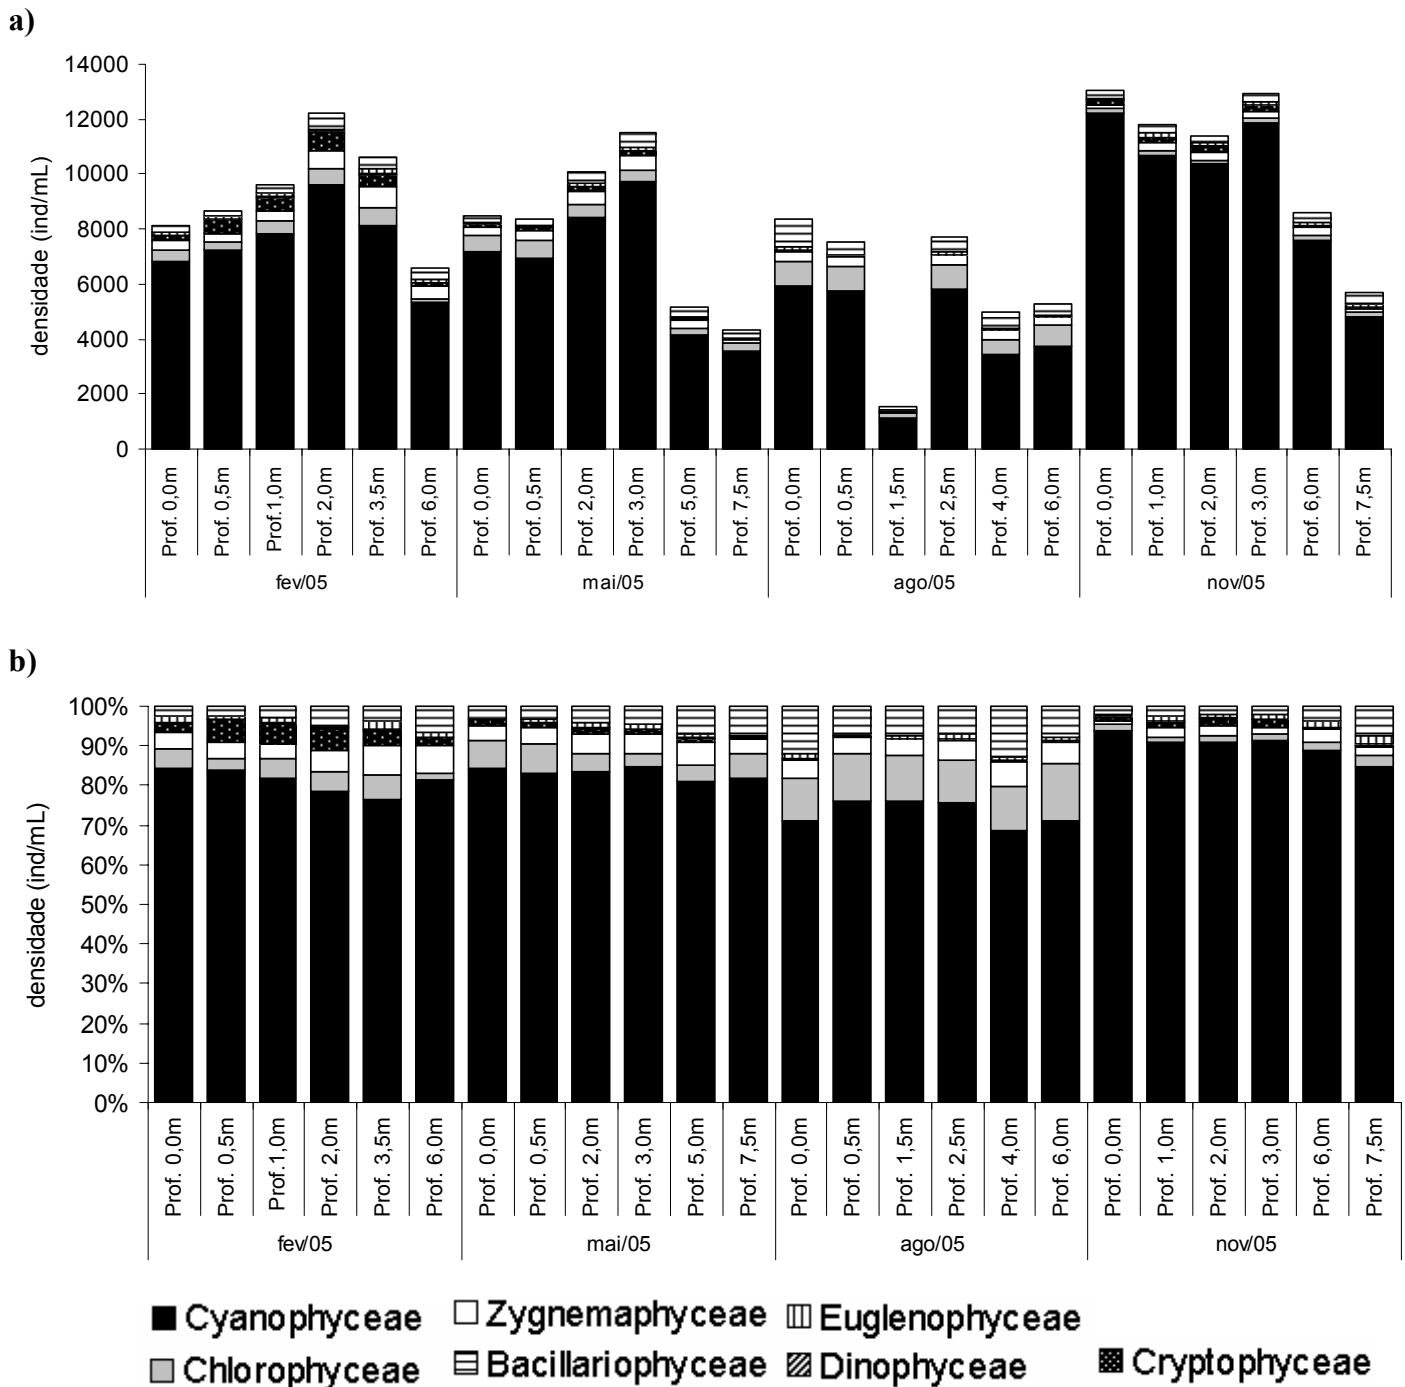 a)
densidade (ind/mL)
14000
12000
10000
8000
6000
4000
2000
0
Prof. 0,0m
Prof. 0,5m
Prof.1,0m
Prof. 2,0m
Prof. 3,5m
Prof. 6,0m
Prof. 0,0m
Prof. 0,5m
Prof. 2,0m
Prof. 3,0m
Prof. 5,0m
Prof. 7,5m
Prof. 0,0m
Prof. 0,5m
Prof. 1,5m
Prof. 2,5m
Prof. 4,0m
Prof. 6,0m
Prof. 0,0m
Prof. 1,0m
Prof. 2,0m
Prof. 3,0m
Prof. 6,0m
Prof. 7,5m
fev/05 mai/05 ago/05 nov/05
b)
densidade (ind/mL)
100%
90%
80%
70%
60%
50%
40%
30%
20%
10%
0%
Prof. 0,0m
Prof. 0,5m
Prof.1,0m
Prof. 2,0m
Prof. 3,5m
Prof. 6,0m
Prof. 0,0m
Prof. 0,5m
Prof. 2,0m
Prof. 3,0m
Prof. 5,0m
Prof. 7,5m
Prof. 0,0m
Prof. 0,5m
Prof. 1,5m
Prof. 2,5m
Prof. 4,0m
Prof. 6,0m
Prof. 0,0m
Prof. 1,0m
Prof. 2,0m
Prof. 3,0m
Prof. 6,0m
Prof. 7,5m
fev/05 mai/05 ago/05 nov/05
Cyanophyceae Zygnemaphyceae Euglenophyceae
Chlorophyceae Bacillariophyceae Dinophyceae Cryptophyceae